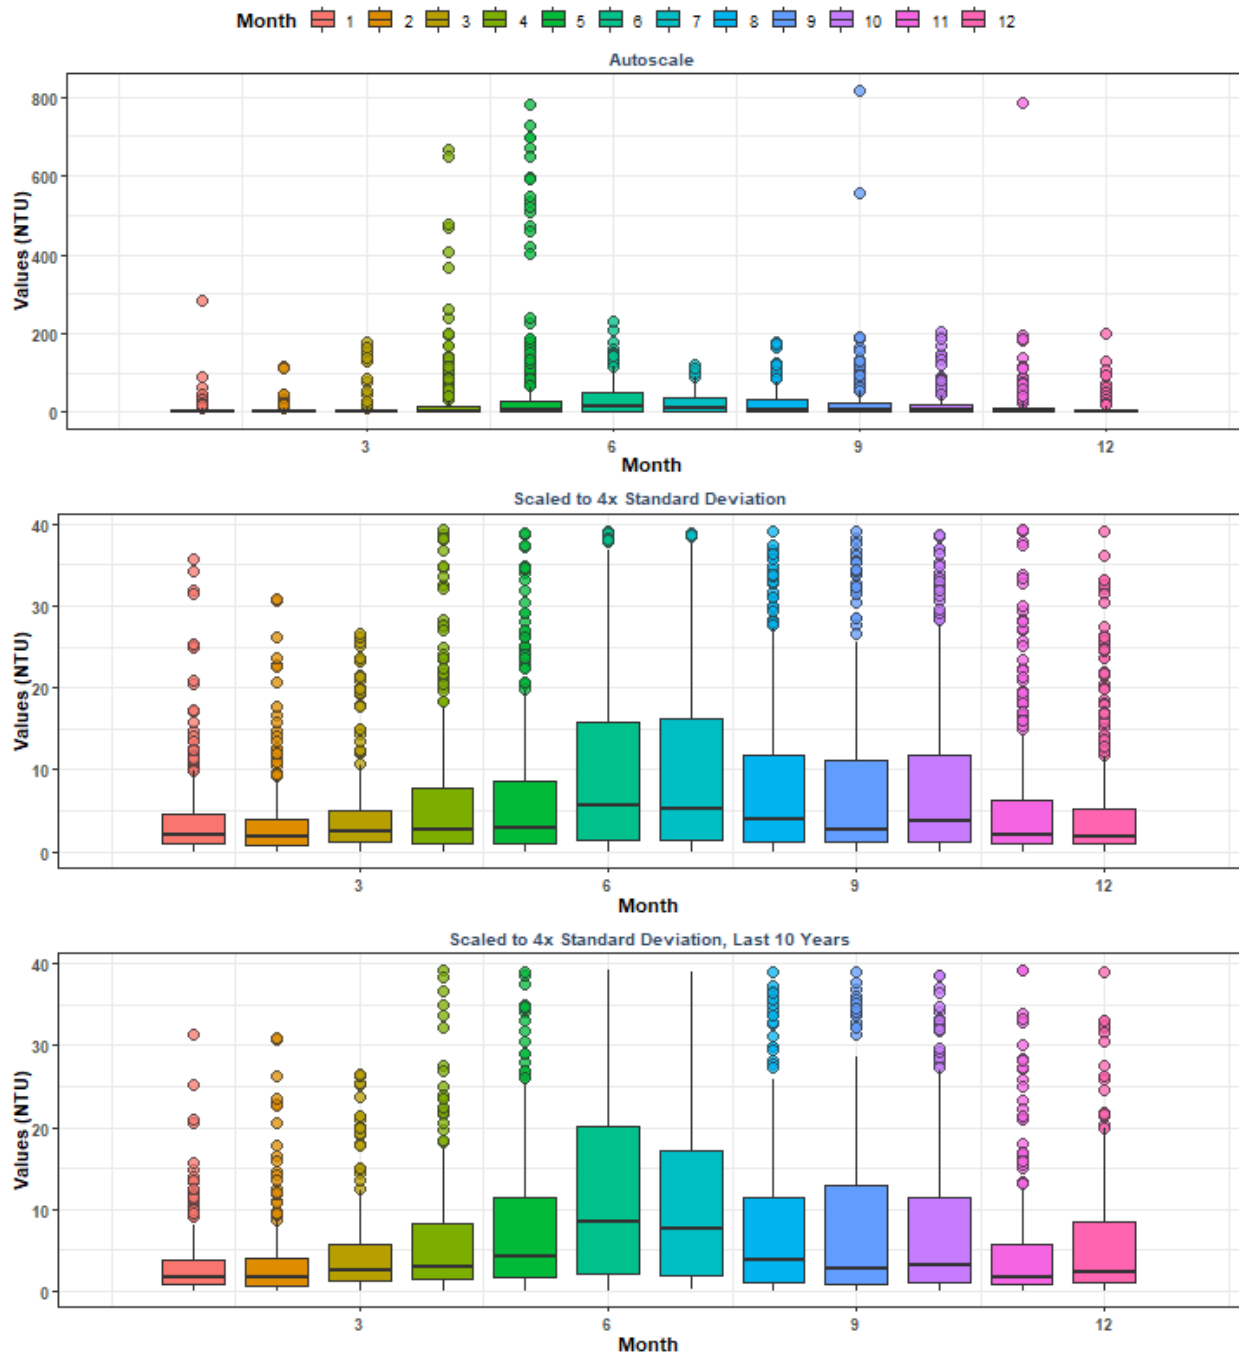 Month 1 2 3 4 5 6 7 8 9 10 11 12
Autoscale
Values (NTU)
800
600
400
200
0
3 6 9 12
Month
Scaled to 4x Standard Deviation
Values (NTU)
40
30
20
10
0
3 6 9 12
Month
Scaled to 4x Standard Deviation, Last 10 Years
Values (NTU)
40
30
20
10
0
3 6 9 12
Month